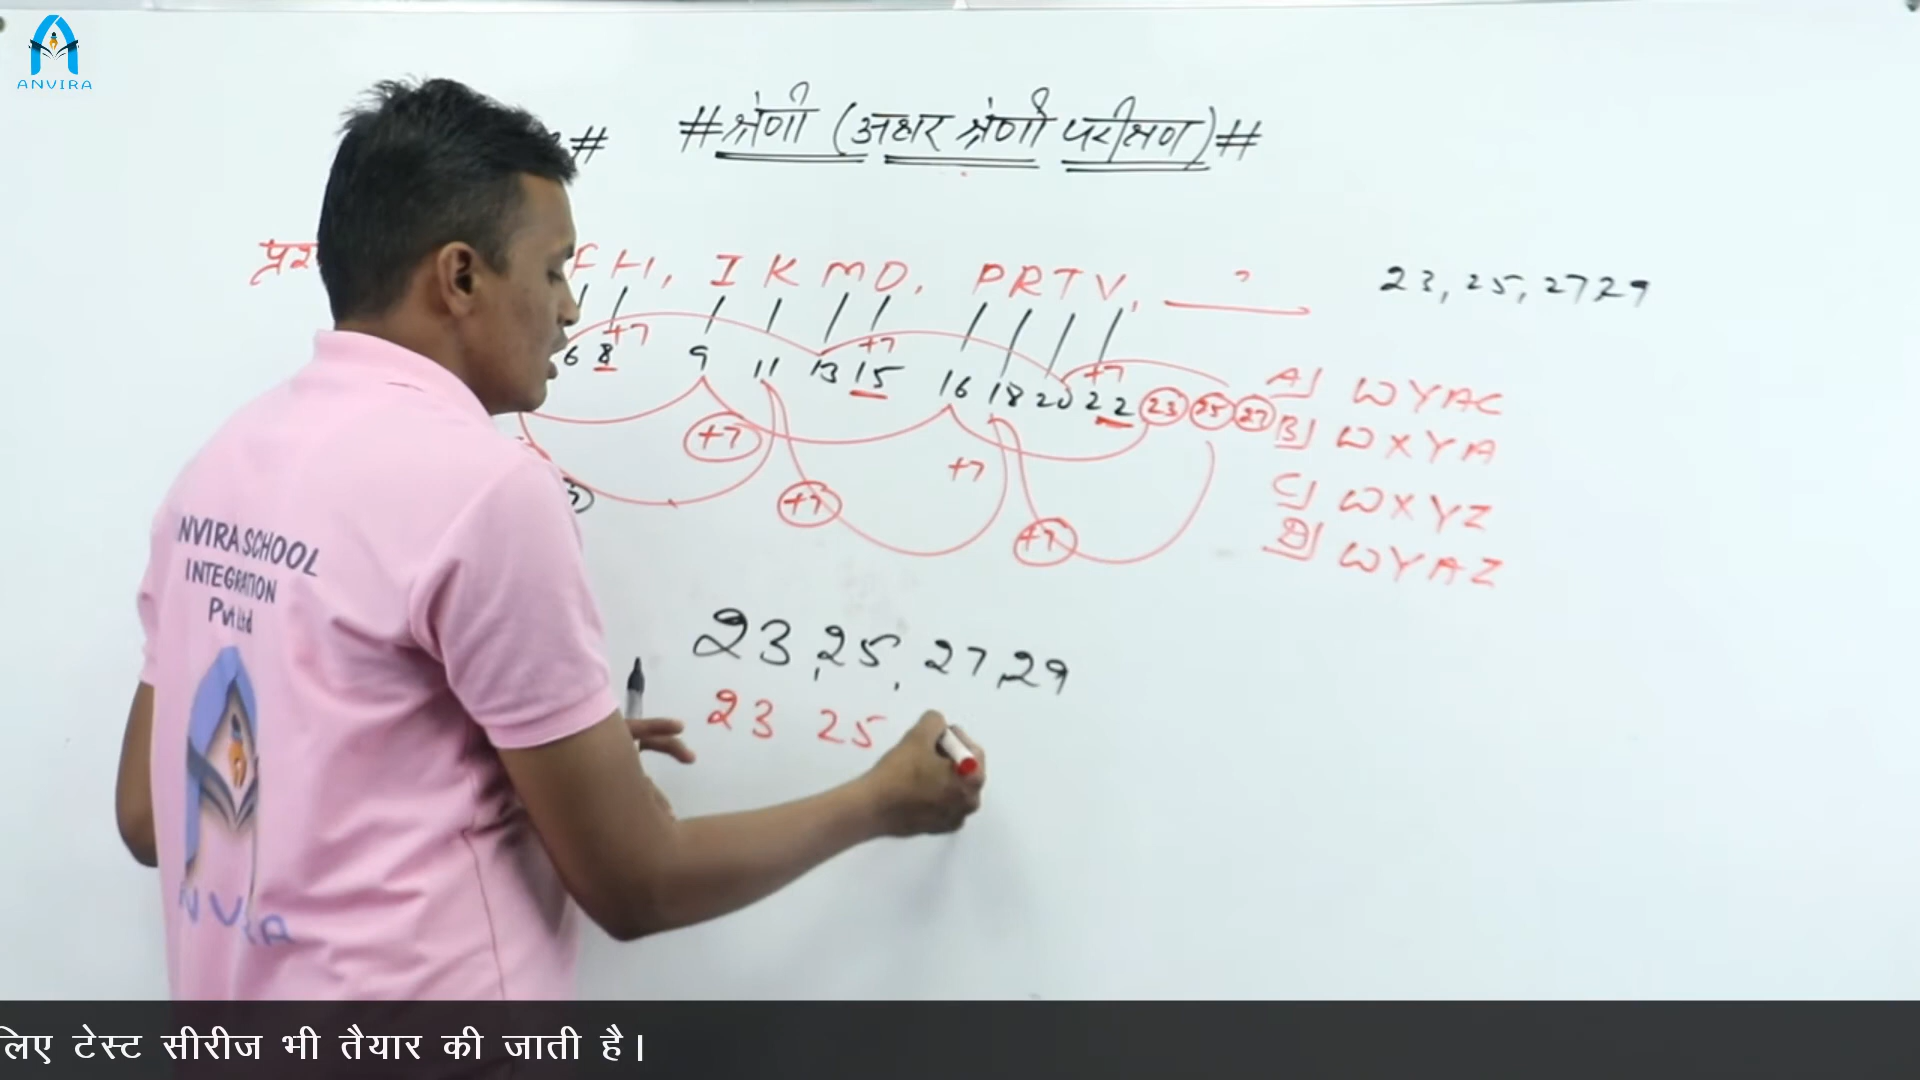 ANVIRA
# #श्रेणी (अक्षर श्रेणी परीक्षण)#
F H, I K M O, P R T V, ? 23, 25, 27 29
+7 +7 +7
6 8 9 11 13 15 16 18 20 22 23 25 27
A) W Y A C
B) W X Y A
C) W X Y Z
D) W Y A Z
+7 +7 +7 +7
23, 25, 27, 29
23 25
NVIRA SCHOOL
INTEGRATION
Pvt Ltd
लिए टेस्ट सीरीज भी तैयार की जाती है।